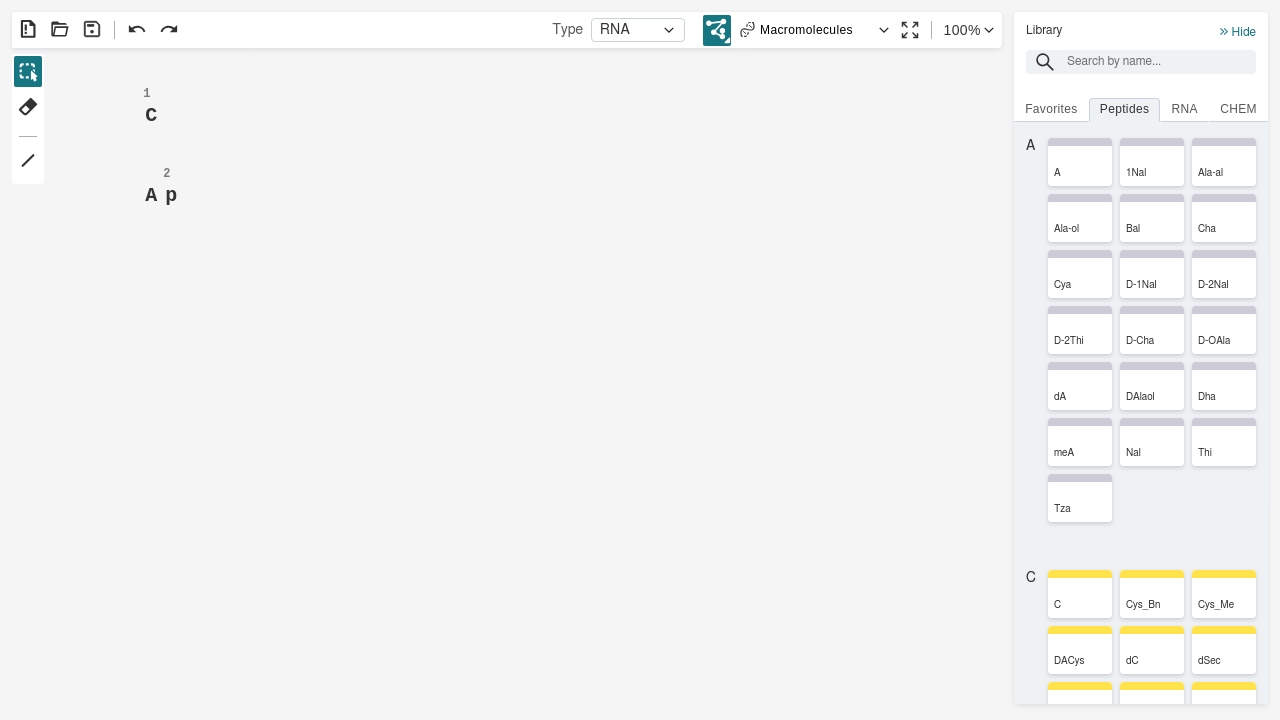 Type RNA Macromolecules 100%
1
C
2
A p
Library
Hide
Search by name...
Favorites Peptides RNA CHEM
A
A 1Nal Ala-al
Ala-ol Bal Cha
Cya D-1Nal D-2Nal
D-2Thi D-Cha D-OAla
dA DAlaol Dha
meA Nal Thi
Tza
C
C Cys_Bn Cys_Me
DACys dC dSec